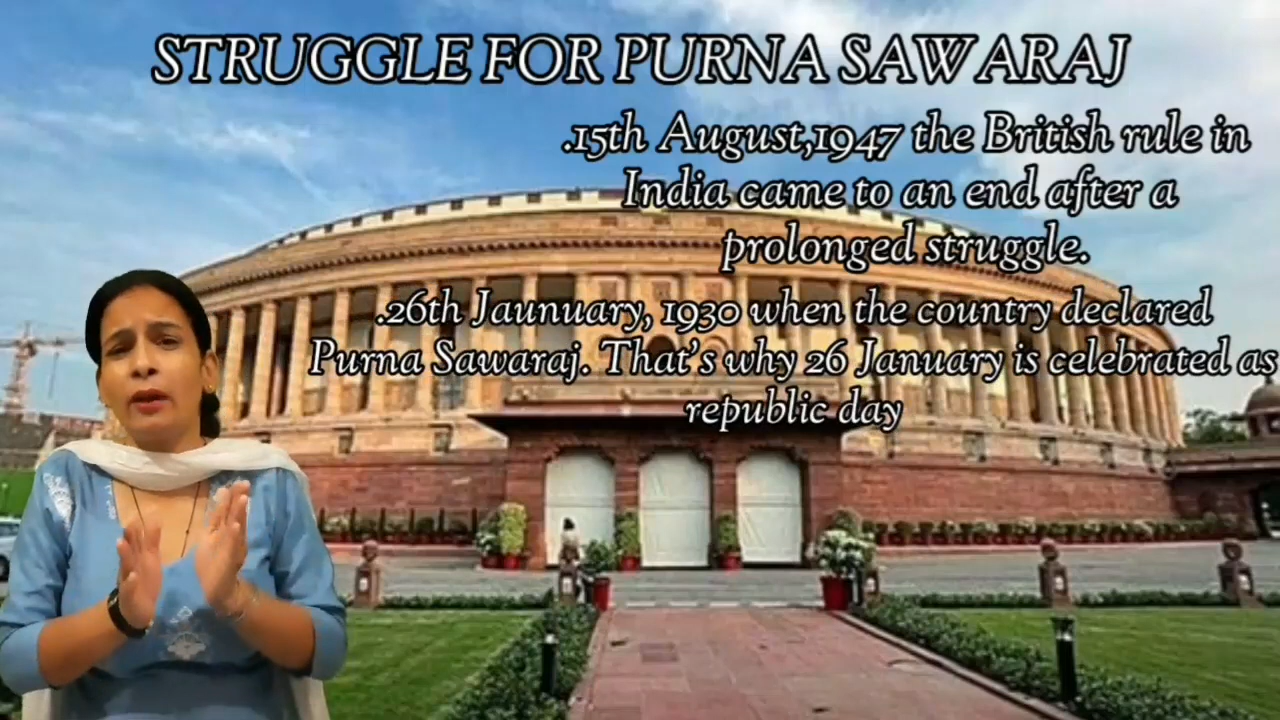 STRUGGLE FOR PURNA SAWARAJ
.15th August,1947 the British rule in
India came to an end after a
prolonged struggle.
.26th Jaunuary, 1930 when the country declared
Purna Sawaraj. That's why 26 January is celebrated as
republic day